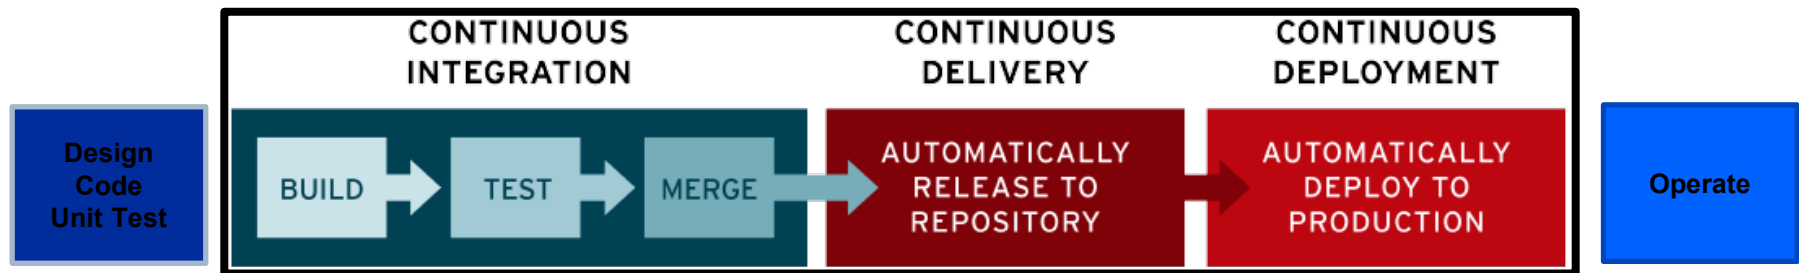 Design
Code
Unit Test
CONTINUOUS
INTEGRATION
BUILD
TEST
MERGE
CONTINUOUS
DELIVERY
AUTOMATICALLY
RELEASE TO
REPOSITORY
CONTINUOUS
DEPLOYMENT
AUTOMATICALLY
DEPLOY TO
PRODUCTION
Operate